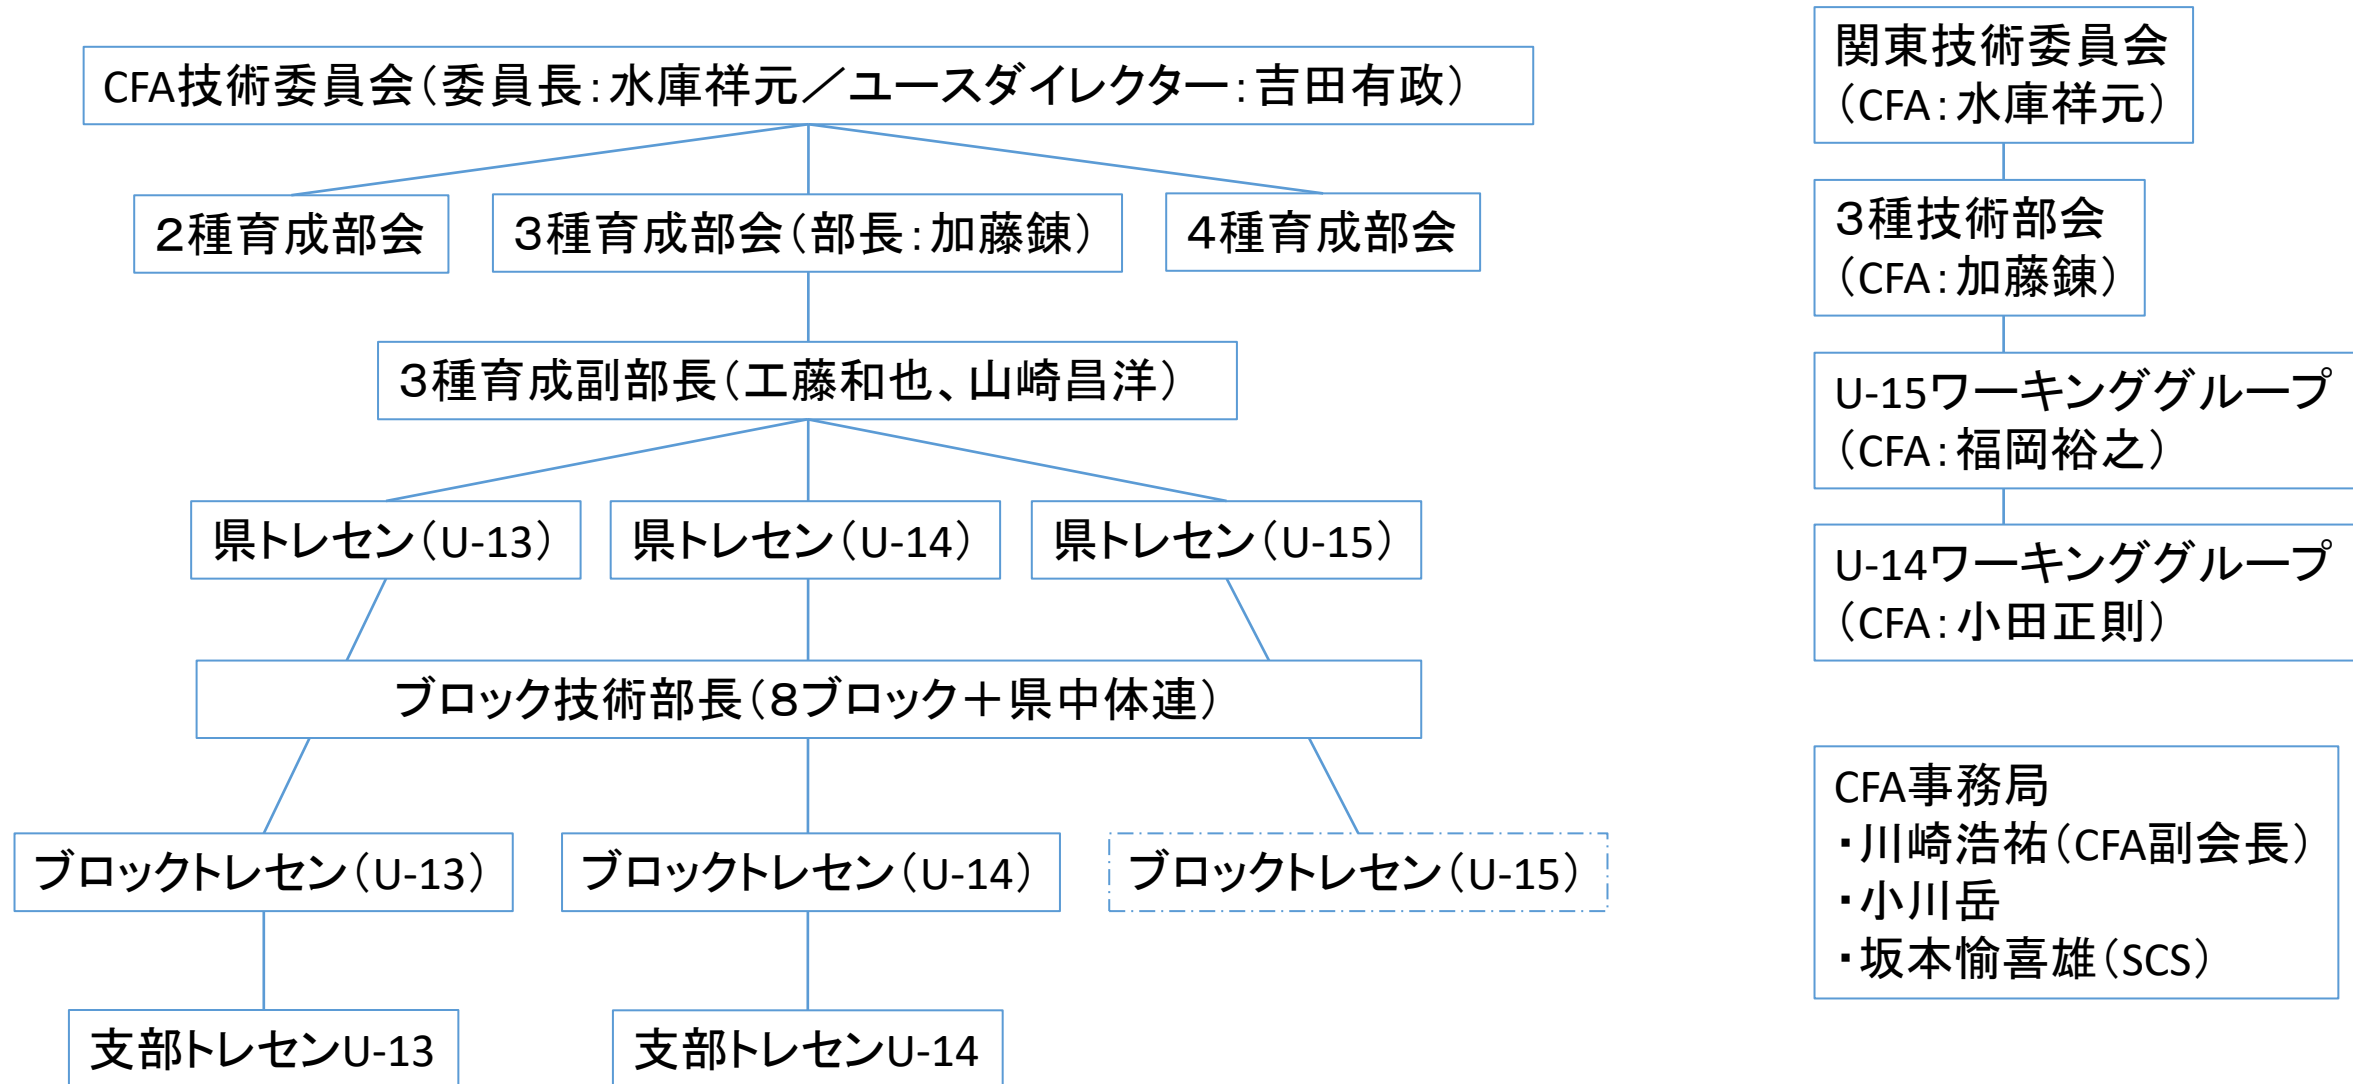 CFA技術委員会（委員長：水庫祥元／ユースダイレクター：吉田有政）
２種育成部会
３種育成部会（部長：加藤錬）
４種育成部会
３種育成副部長（工藤和也、山崎昌洋）
県トレセン（U-13）
県トレセン（U-14）
県トレセン（U-15）
ブロック技術部長（８ブロック＋県中体連）
ブロックトレセン（U-13）
ブロックトレセン（U-14）
ブロックトレセン（U-15）
支部トレセンU-13
支部トレセンU-14
関東技術委員会
（CFA：水庫祥元）
３種技術部会
（CFA：加藤錬）
U-15ワーキンググループ
（CFA：福岡裕之）
U-14ワーキンググループ
（CFA：小田正則）
CFA事務局
・川崎浩祐（CFA副会長）
・小川岳
・坂本愉喜雄（SCS）